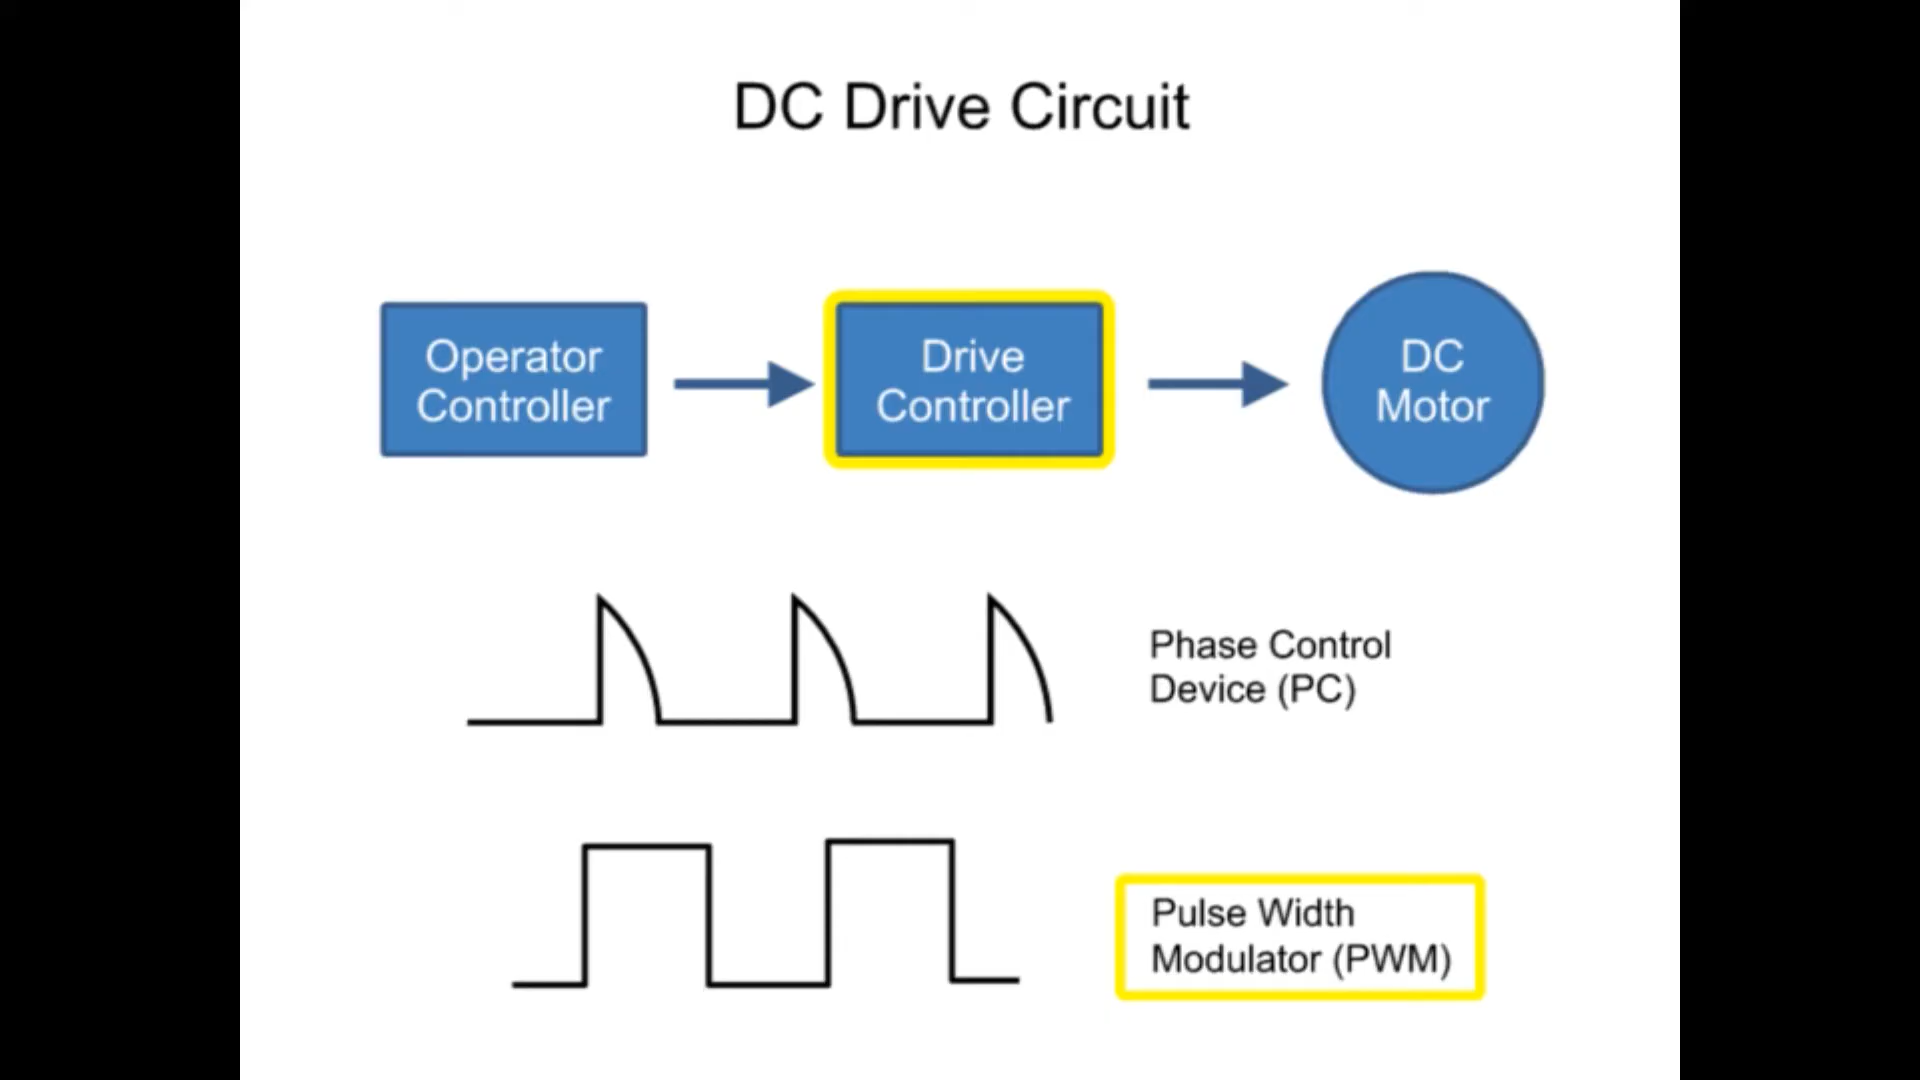 DC Drive Circuit
Operator
Controller
Drive
Controller
DC
Motor
Phase Control
Device (PC)
Pulse Width
Modulator (PWM)